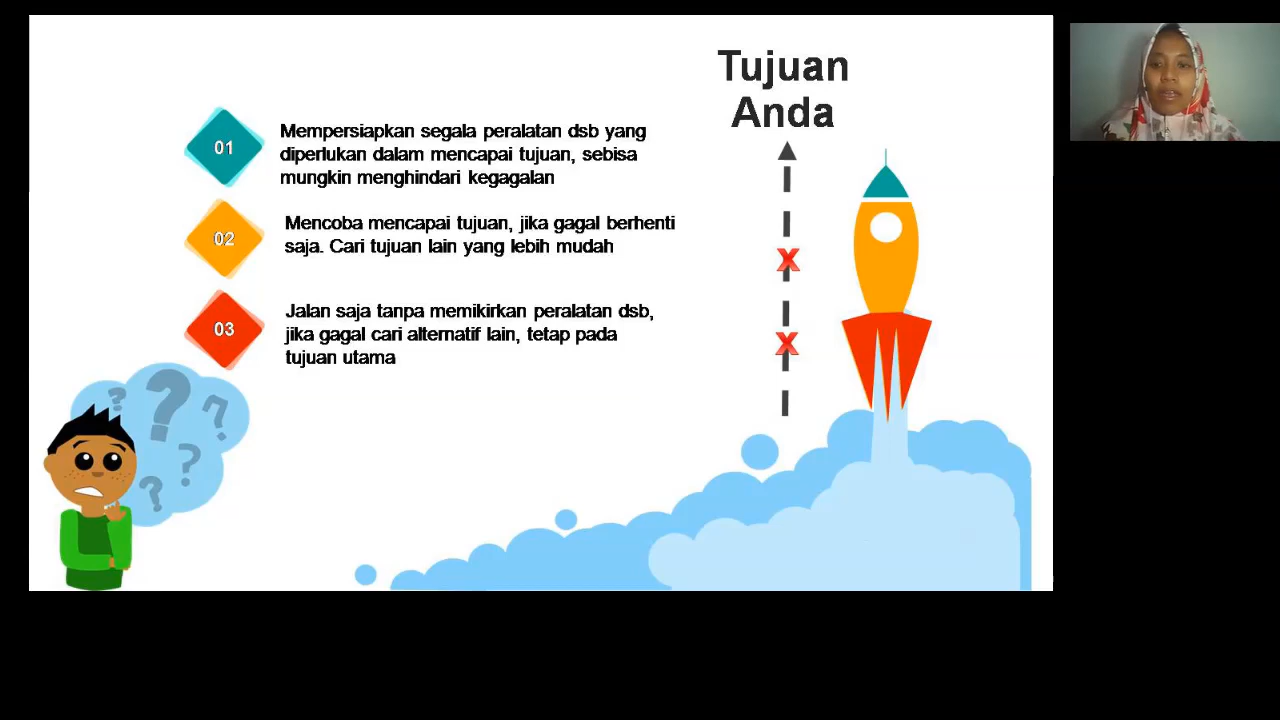 Tujuan
Anda
01
Mempersiapkan segala peralatan dsb yang
diperlukan dalam mencapai tujuan, sebisa
mungkin menghindari kegagalan
02
Mencoba mencapai tujuan, jika gagal berhenti
saja. Cari tujuan lain yang lebih mudah
03
Jalan saja tanpa memikirkan peralatan dsb,
jika gagal cari alternatif lain, tetap pada
tujuan utama